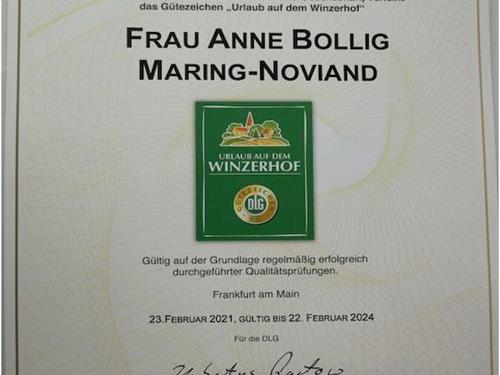 das Gütezeichen „Urlaub auf dem Winzerhof“
FRAU ANNE BOLLIG
MARING-NOVIAND
URLAUB AUF DEM
WINZERHOF
GÜTEZEICHEN
DLG
Gültig auf der Grundlage regelmäßig erfolgreich
durchgeführter Qualitätsprüfungen.
Frankfurt am Main
23.FEBRUAR 2021, GÜLTIG BIS 22. FEBRUAR 2024
Für die DLG